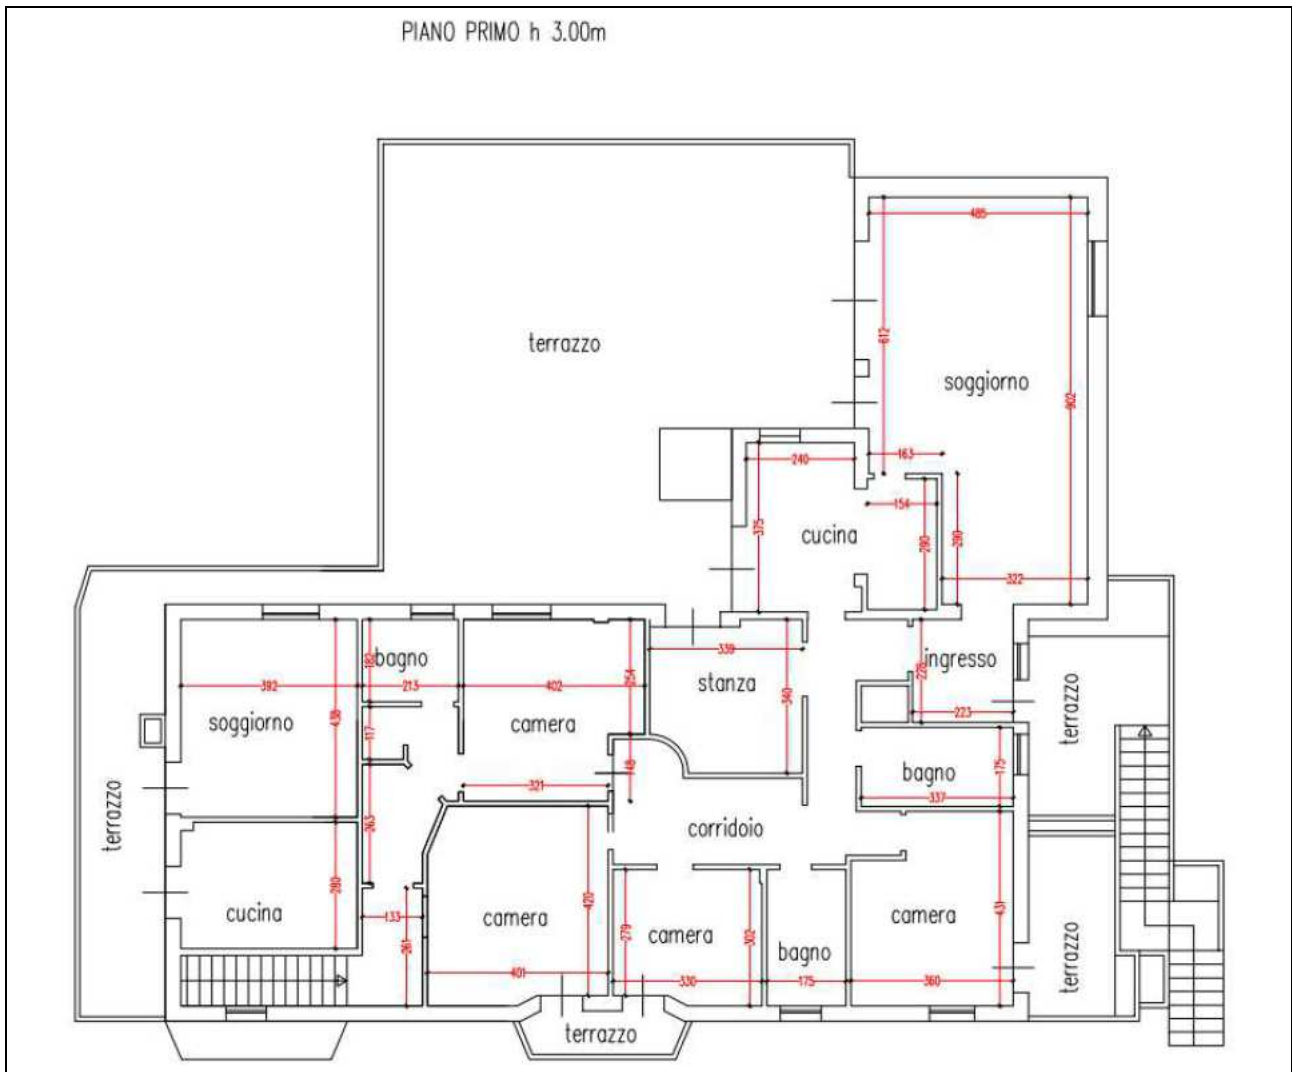 PIANO PRIMO h 3.00m
485
terrazzo
612
soggiorno
902
163
240
154
375
cucina
280
290
322
182
bagno
254
339
stanza
ingresso
228
392
213
402
340
terrazzo
soggiorno
438
camera
223
117
148
bagno
175
321
337
terrazzo
263
corridoio
cucina
280
133
261
camera
420
279
camera
302
bagno
camera
431
terrazzo
401
330
175
360
terrazzo